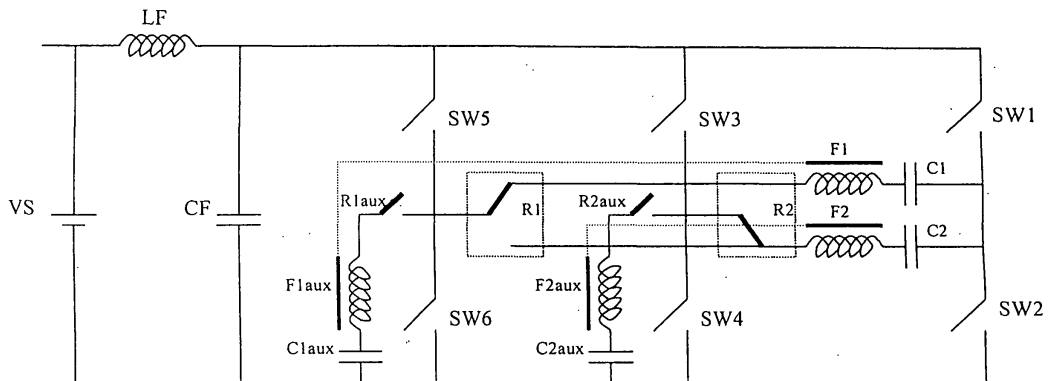 LF
SW5
SW3
SW1
F1
C1
R1aux
R1
R2aux
R2
F2
C2
VS
CF
F1aux
SW6
F2aux
SW4
SW2
C1aux
C2aux